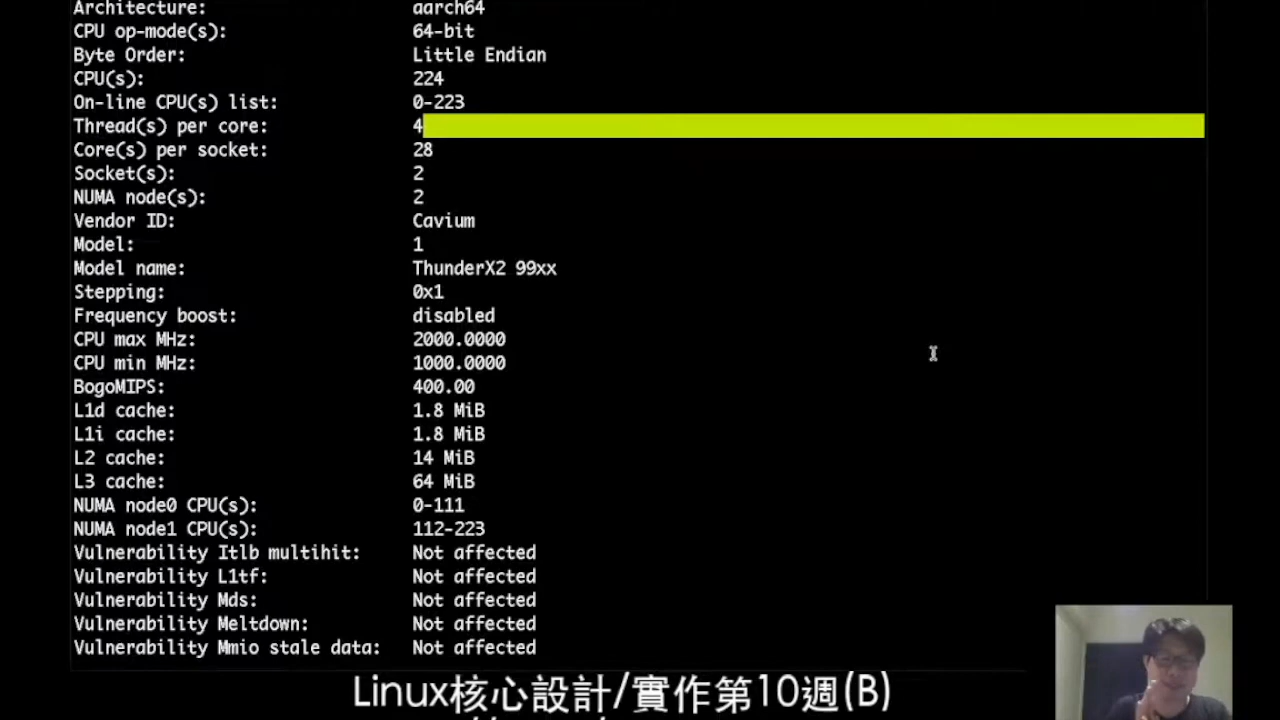 Architecture: aarch64
CPU op-mode(s): 64-bit
Byte Order: Little Endian
CPU(s): 224
On-line CPU(s) list: 0-223
Thread(s) per core: 4
Core(s) per socket: 28
Socket(s): 2
NUMA node(s): 2
Vendor ID: Cavium
Model: 1
Model name: ThunderX2 99xx
Stepping: 0x1
Frequency boost: disabled
CPU max MHz: 2000.0000
CPU min MHz: 1000.0000
BogoMIPS: 400.00
L1d cache: 1.8 MiB
L1i cache: 1.8 MiB
L2 cache: 14 MiB
L3 cache: 64 MiB
NUMA node0 CPU(s): 0-111
NUMA node1 CPU(s): 112-223
Vulnerability Itlb multihit: Not affected
Vulnerability L1tf: Not affected
Vulnerability Mds: Not affected
Vulnerability Meltdown: Not affected
Vulnerability Mmio stale data: Not affected
Linux核心設計/實作第10週(B)